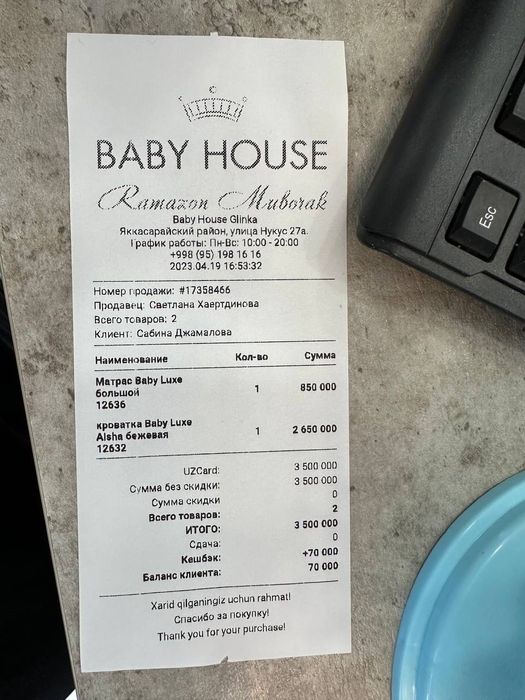 BABY HOUSE
Ramazon Muborak
Baby House Glinka
Яккасарайский район, улица Нукус 27а.
График работы: Пн-Вс: 10:00 - 20:00
+998 (95) 198 16 16
2023.04.19 16:53:32
Номер продажи: #17358466
Продавец: Светлана Хаертдинова
Всего товаров: 2
Клиент: Сабина Джамалова
Наименование Кол-во Сумма
Матрас Baby Luxe
большой 1 850 000
12636
кроватка Baby Luxe
Aisha бежевая 1 2 650 000
12632
UZCard: 3 500 000
Сумма без скидки: 3 500 000
Сумма скидки 0
Всего товаров: 2
ИТОГО: 3 500 000
Сдача: 0
Кешбэк: +70 000
Баланс клиента: 70 000
Xarid qilganingiz uchun rahmat!
Спасибо за покупку!
Thank you for your purchase!
Esc